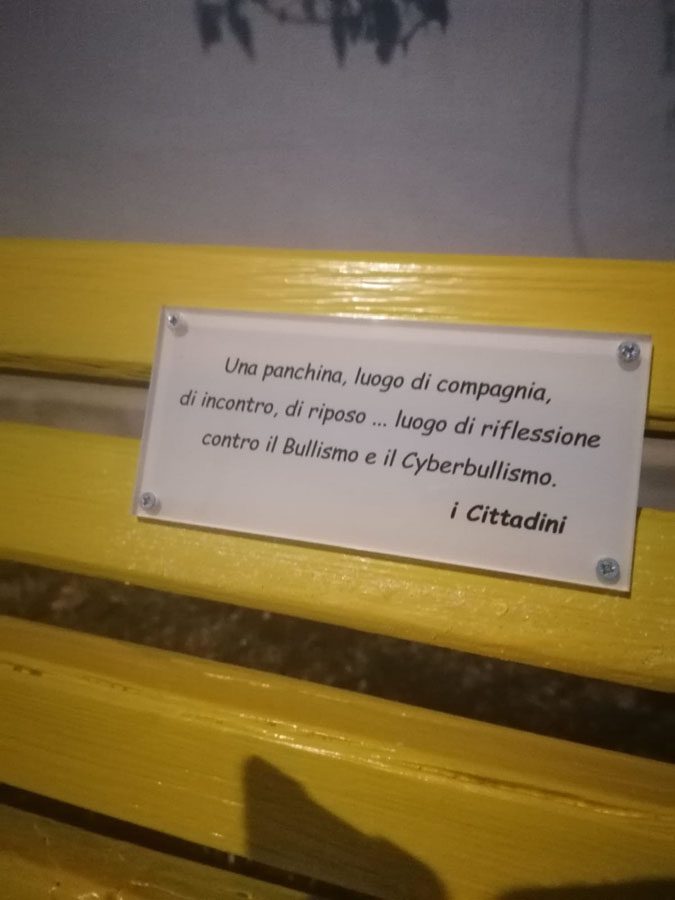 Una panchina, luogo di compagnia,
di incontro, di riposo ... luogo di riflessione
contro il Bullismo e il Cyberbullismo.
i Cittadini